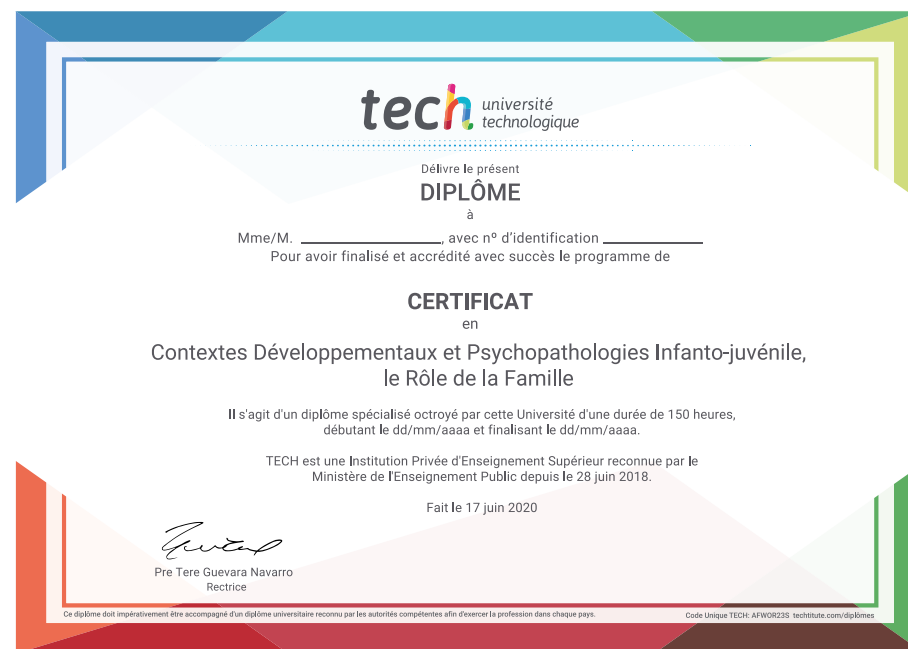 tech université
technologique
Délivre le présent
DIPLÔME
à
Mme/M. ____________________, avec nº d'identification ______________
Pour avoir finalisé et accrédité avec succès le programme de
CERTIFICAT
en
Contextes Développementaux et Psychopathologies Infanto-juvénile,
le Rôle de la Famille
Il s'agit d'un diplôme spécialisé octroyé par cette Université d'une durée de 150 heures,
débutant le dd/mm/aaaa et finalisant le dd/mm/aaaa.
TECH est une Institution Privée d'Enseignement Supérieur reconnue par le
Ministère de l'Enseignement Public depuis le 28 juin 2018.
Fait le 17 juin 2020
Pre Tere Guevara Navarro
Rectrice
Ce diplôme doit impérativement être accompagné d'un diplôme universitaire reconnu par les autorités compétentes afin d'exercer la profession dans chaque pays.
Code Unique TECH: AFWOR23S techtitute.com/diplômes